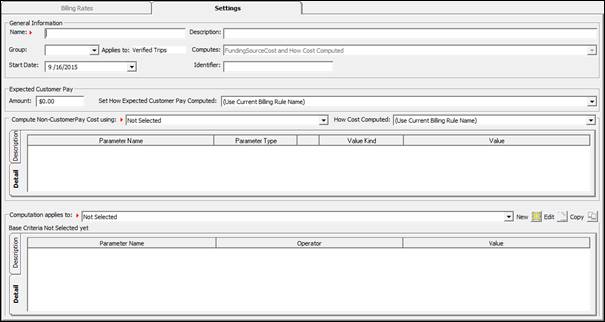 Billing Rates Settings
General Information
Name: Description:
Group: Applies to: Verified Trips Computes: FundingSourceCost and How Cost Computed
Start Date: 9 /16/2015 Identifier:
Expected Customer Pay
Amount: $0.00 Set How Expected Customer Pay Computed: (Use Current Billing Rule Name)
Compute Non-CustomerPay Cost using: Not Selected How Cost Computed: (Use Current Billing Rule Name)
Description
Detail
Parameter Name Parameter Type Value Kind Value
Computation applies to: Not Selected New Edit Copy
Base Criteria Not Selected yet
Description
Detail
Parameter Name Operator Value